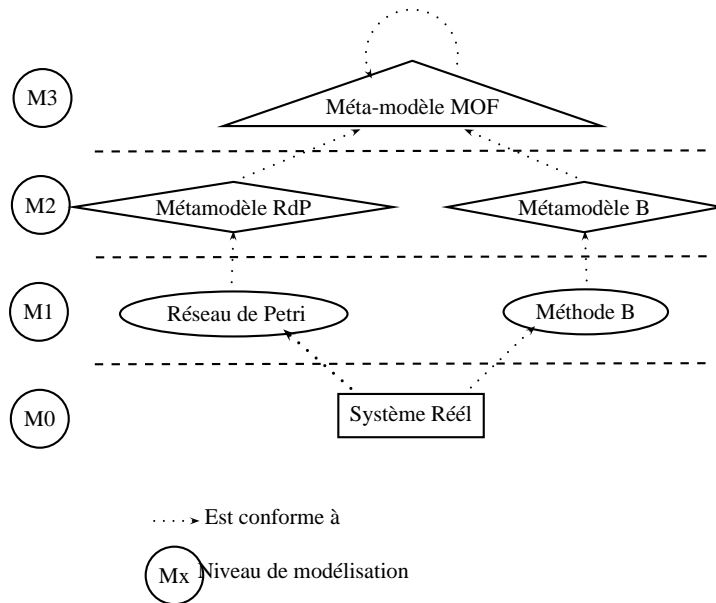 M3
Méta-modèle MOF
M2
Métamodèle RdP
Métamodèle B
M1
Réseau de Petri
Méthode B
M0
Système Réél
Est conforme à
Mx
Niveau de modélisation